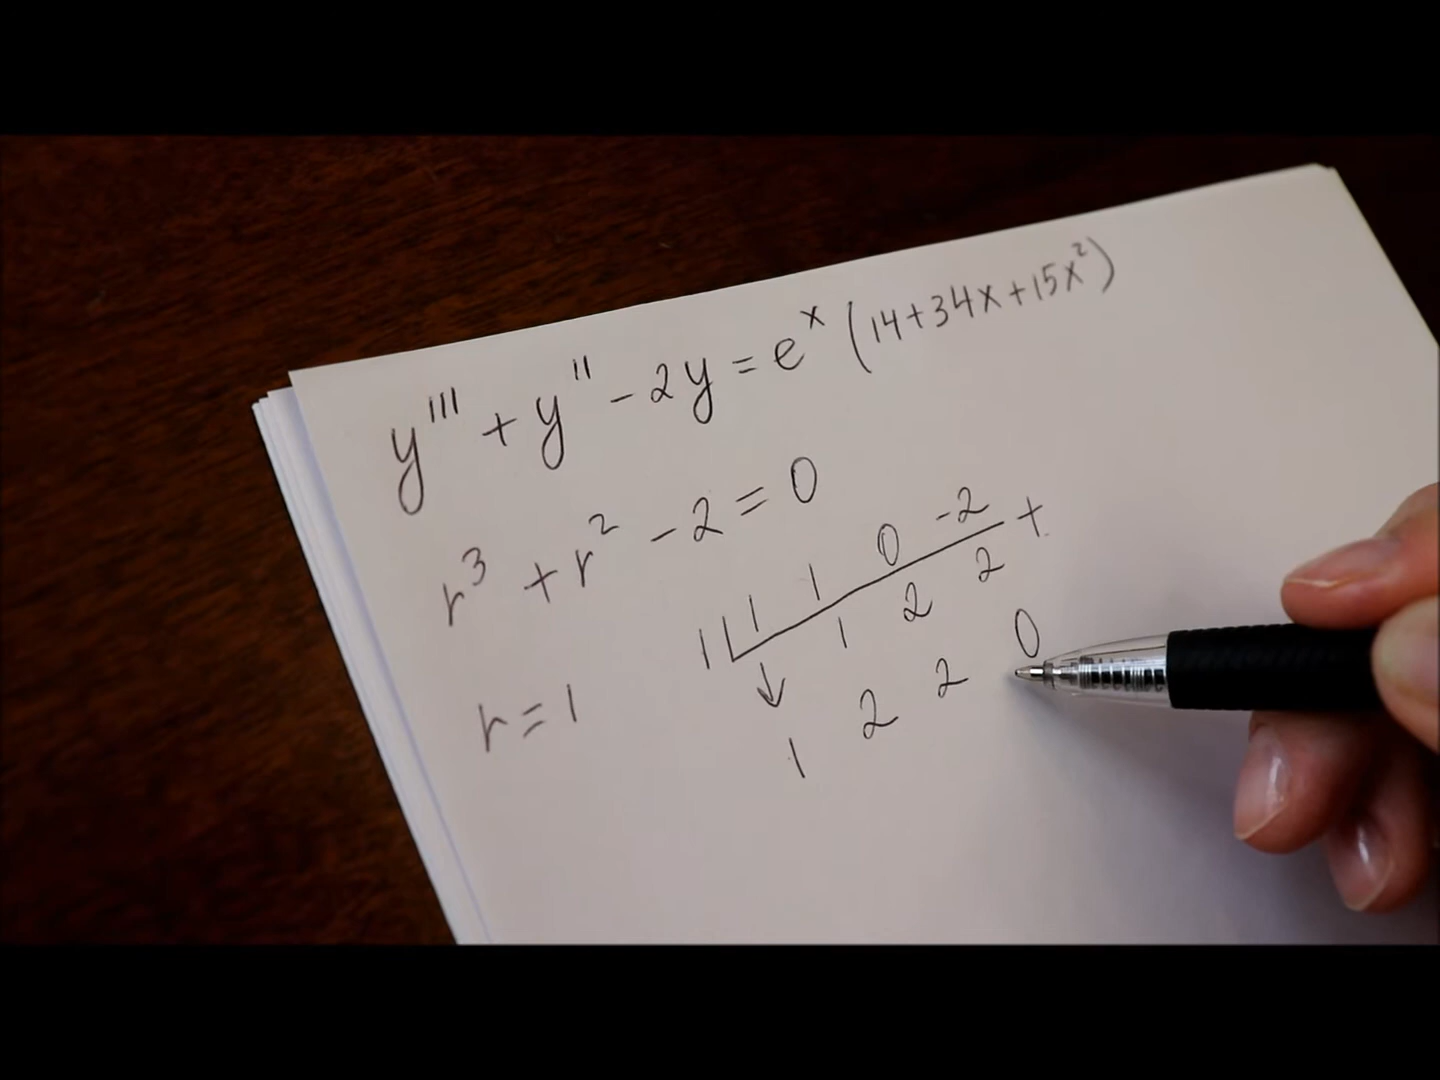 y''' + y'' - 2y = e^x (14+34x+15x²)
r³ + r² - 2 = 0
r = 1
1 | 1 1 0 -2 +
↓ 1 2 2
1 2 2 0